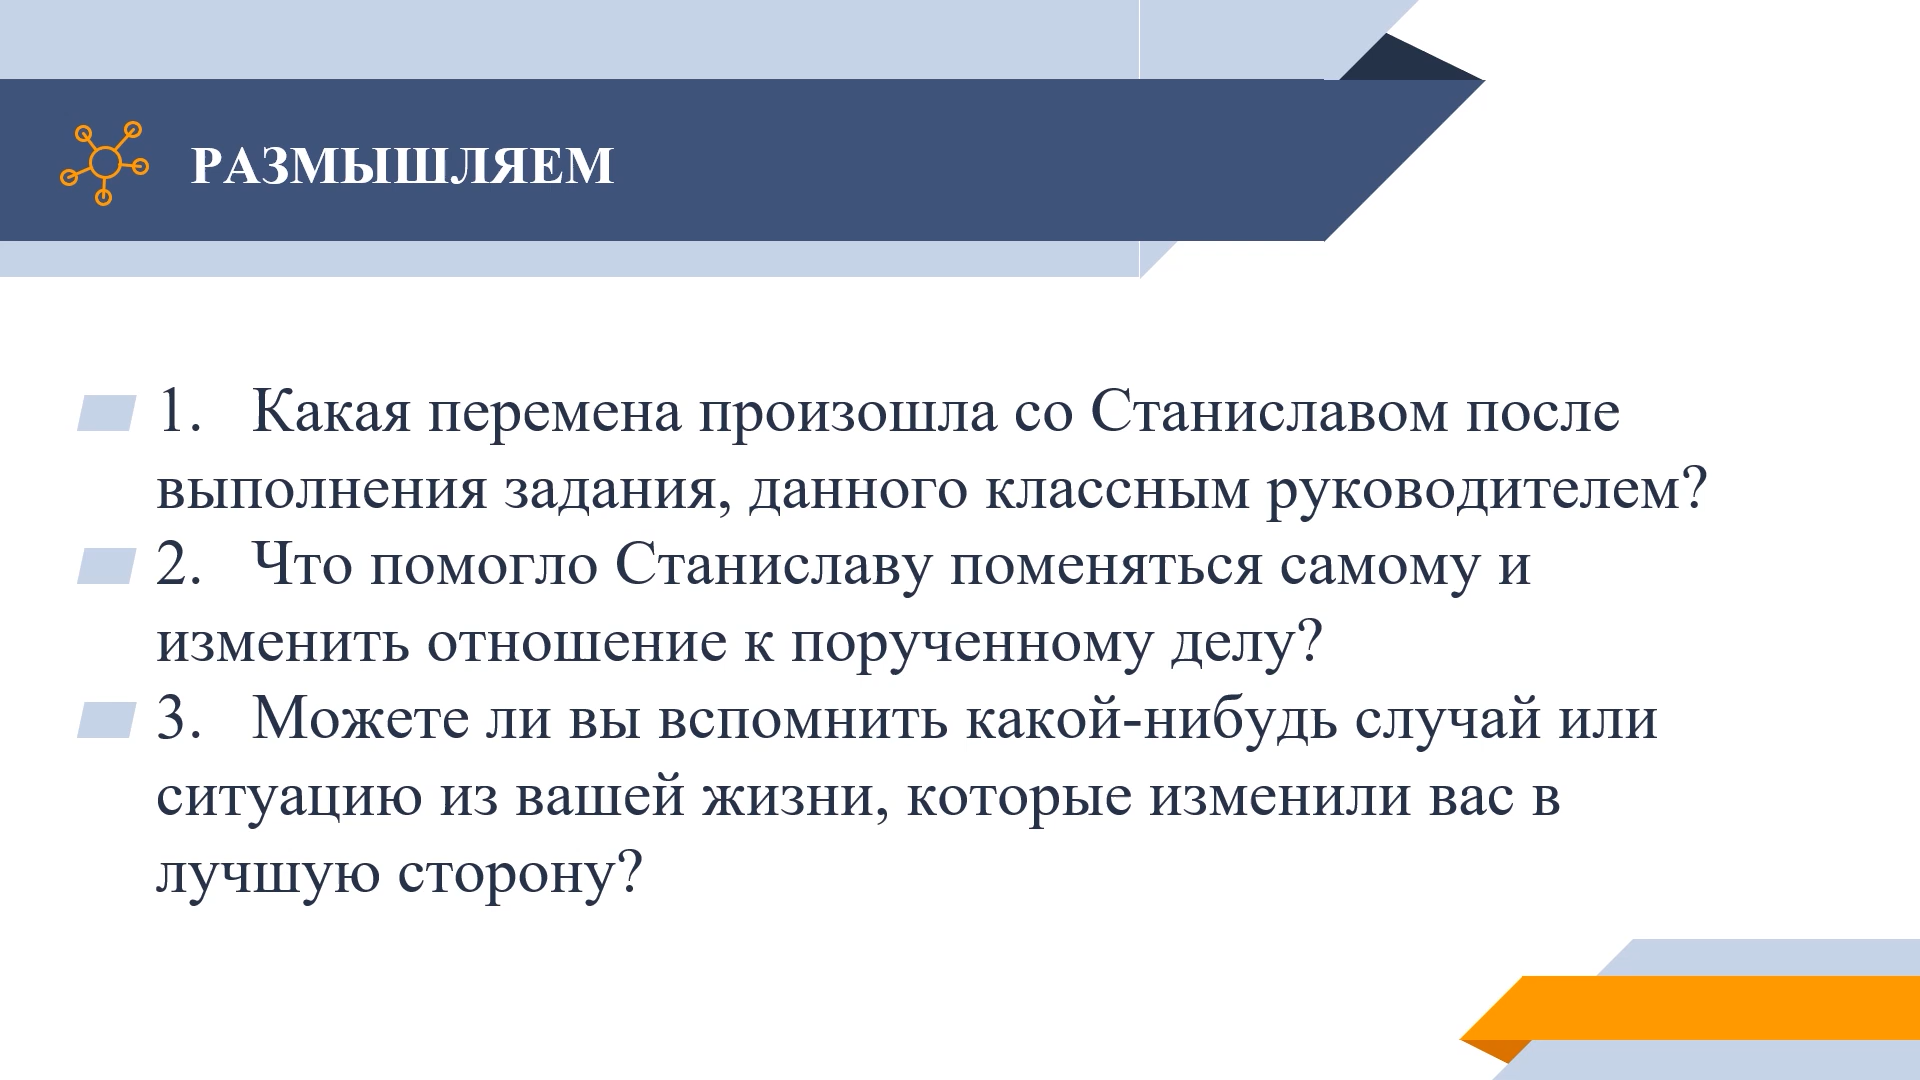 РАЗМЫШЛЯЕМ
1. Какая перемена произошла со Станиславом после
выполнения задания, данного классным руководителем?
2. Что помогло Станиславу поменяться самому и
изменить отношение к порученному делу?
3. Можете ли вы вспомнить какой-нибудь случай или
ситуацию из вашей жизни, которые изменили вас в
лучшую сторону?